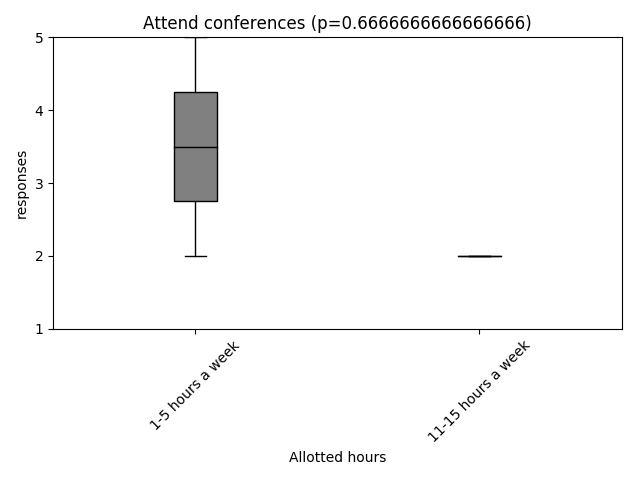 Attend conferences (p=0.6666666666666666)
5
4
3
2
1
responses
1-5 hours a week
11-15 hours a week
Allotted hours